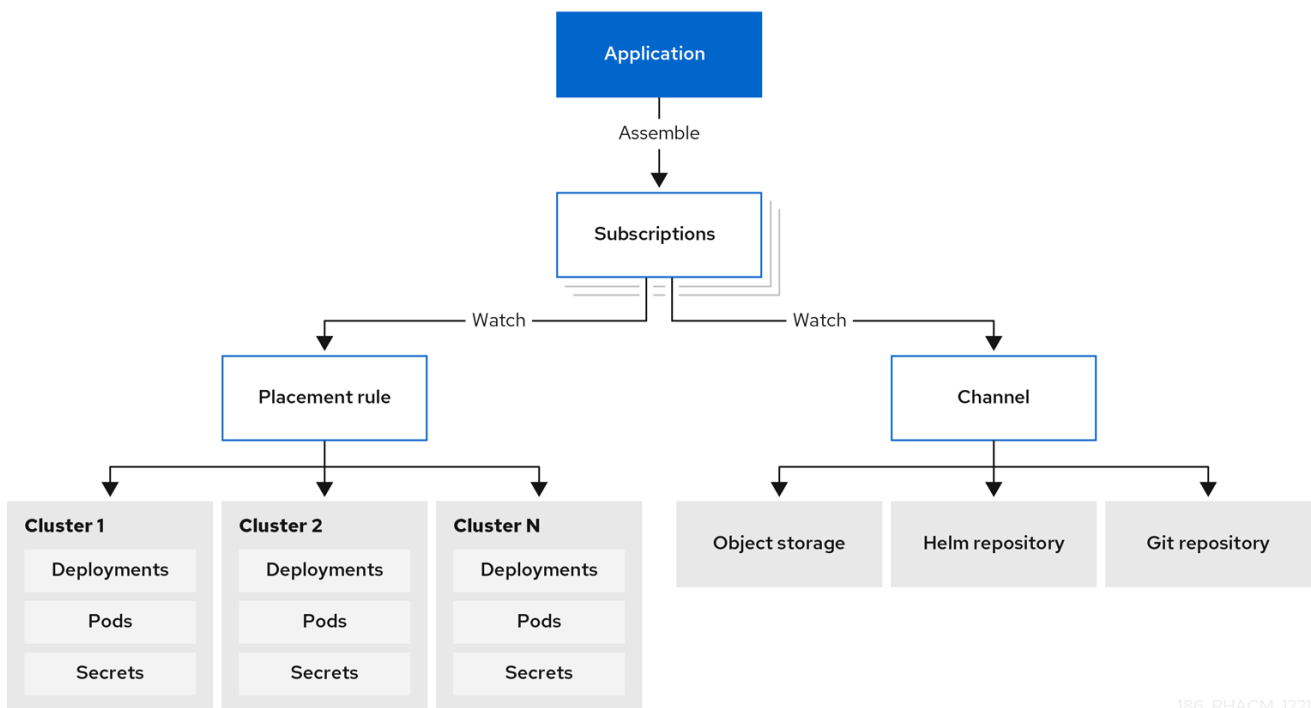 Application
Assemble
Subscriptions
Watch
Watch
Placement rule
Channel
Cluster 1
Deployments
Pods
Secrets
Cluster 2
Deployments
Pods
Secrets
Cluster N
Deployments
Pods
Secrets
Object storage
Helm repository
Git repository
186_RHACM_1221